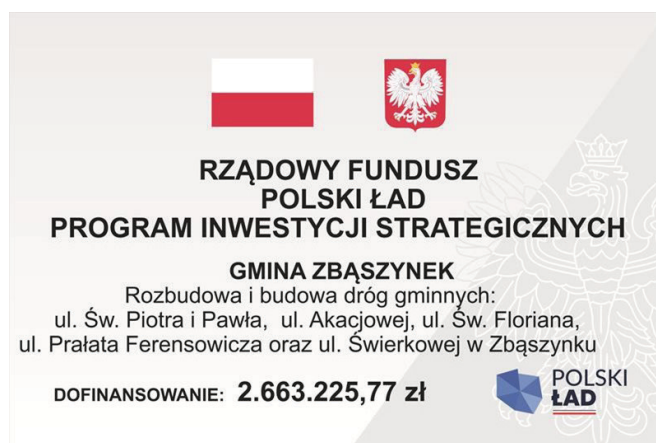 RZĄDOWY FUNDUSZ
POLSKI ŁAD
PROGRAM INWESTYCJI STRATEGICZNYCH
GMINA ZBĄSZYNEK
Rozbudowa i budowa dróg gminnych:
ul. Św. Piotra i Pawła, ul. Akacjowej, ul. Św. Floriana,
ul. Prałata Ferensowicza oraz ul. Świerkowej w Zbąszynku
DOFINANSOWANIE: 2.663.225,77 zł
POLSKI
ŁAD